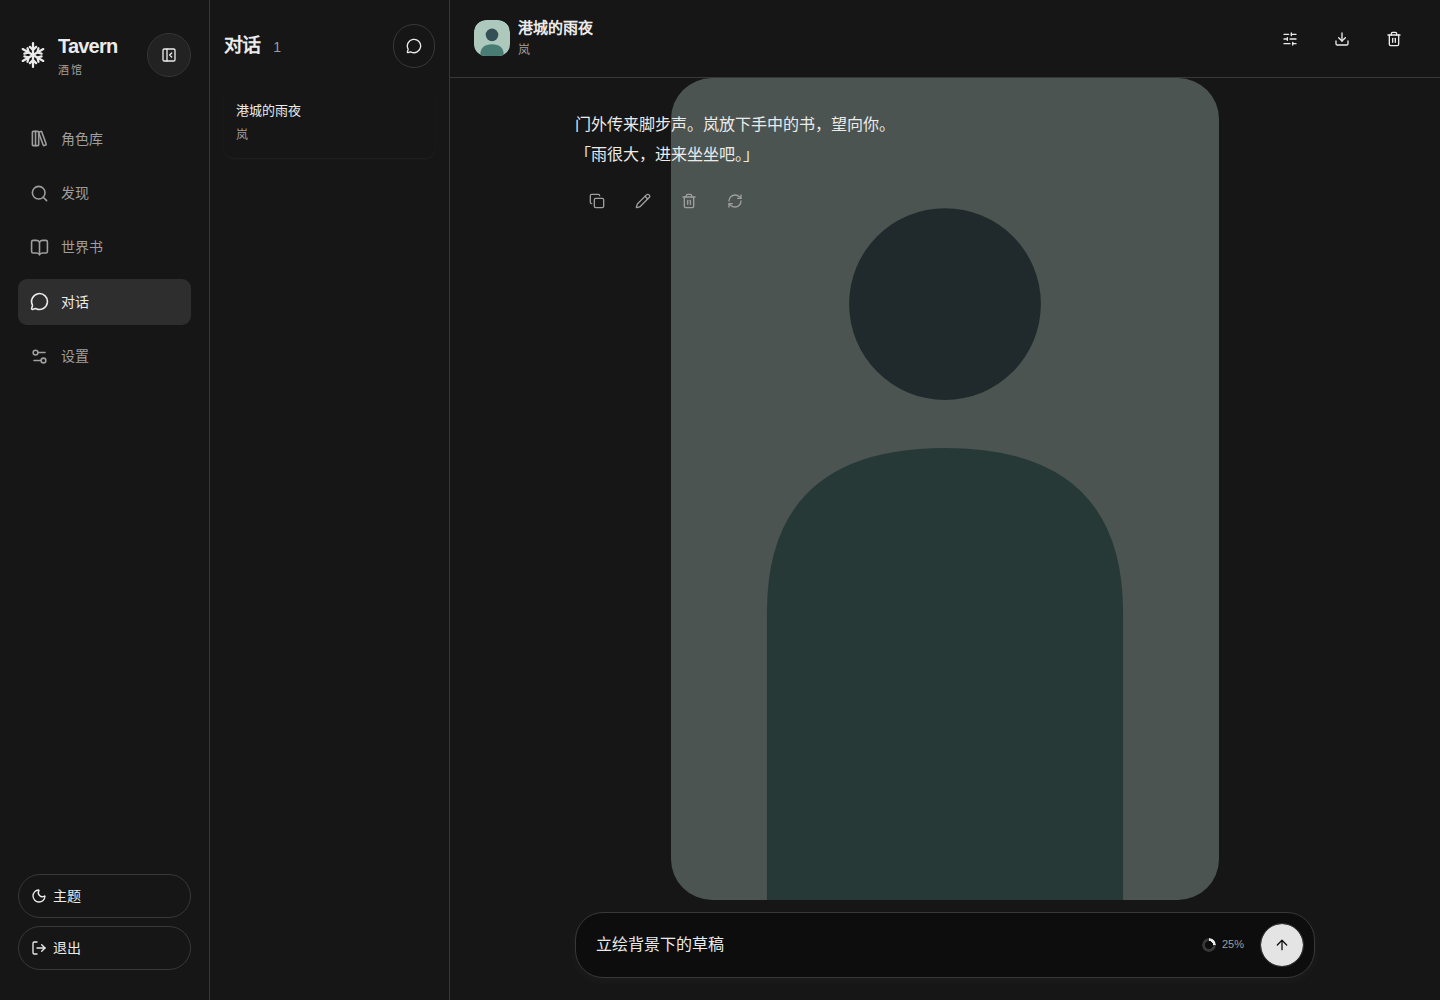 Tavern
酒馆
角色库
发现
世界书
对话
设置
主题
退出
对话 1
港城的雨夜
岚
港城的雨夜
岚
门外传来脚步声。岚放下手中的书，望向你。
「雨很大，进来坐坐吧。」
立绘背景下的草稿
25%